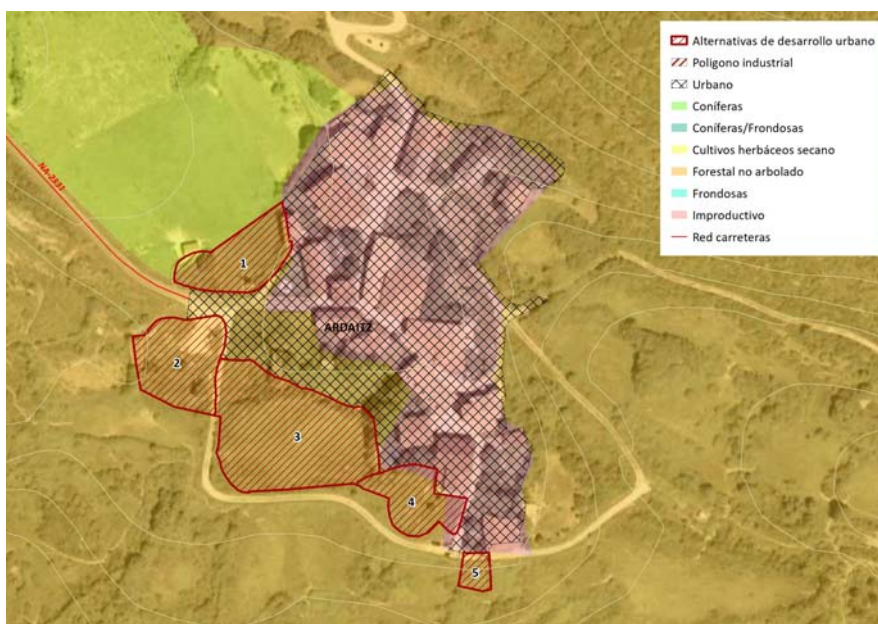 Alternativas de desarrollo urbano
Poligono industrial
Urbano
Coníferas
Coníferas/Frondosas
Cultivos herbáceos secano
Forestal no arbolado
Frondosas
Improductivo
Red carreteras
NA-2331
1
ARDAITZ
2
3
4
5